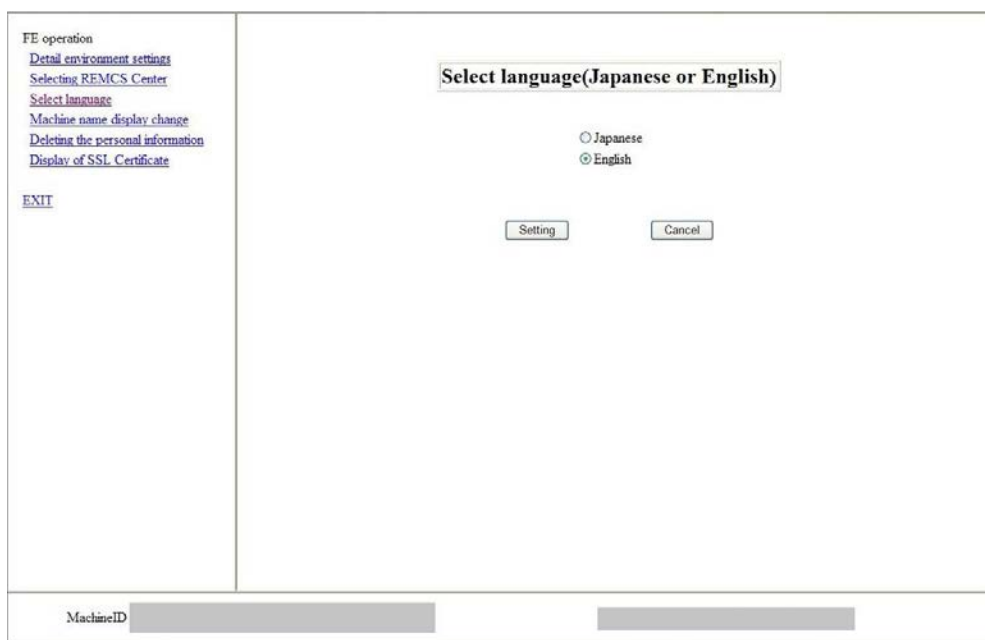 FE operation
Detail environment settings
Selecting REMCS Center
Select language
Machine name display change
Deleting the personal information
Display of SSL Certificate
EXIT
Select language(Japanese or English)
Japanese
English
Setting
Cancel
MachineID